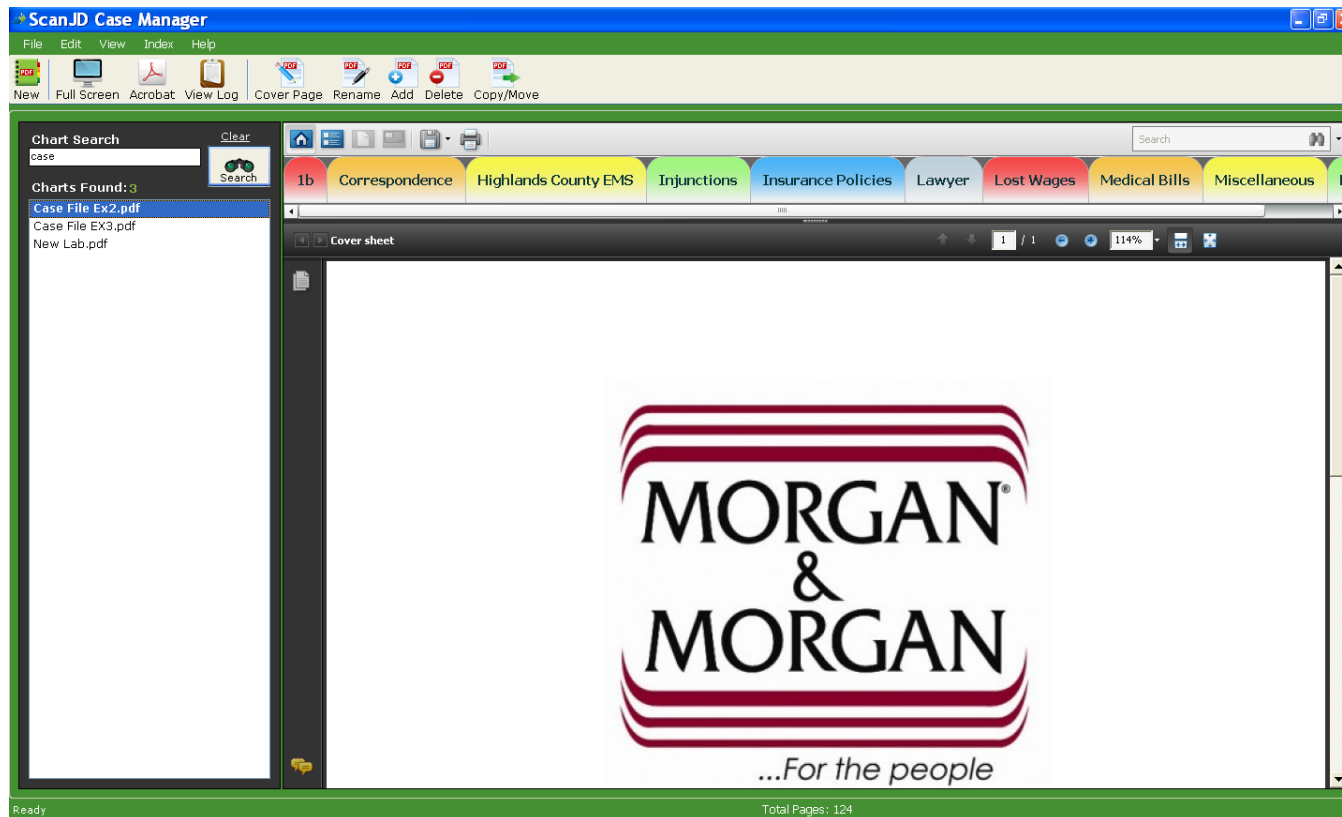 ScanJD Case Manager
File Edit View Index Help
New Full Screen Acrobat View Log Cover Page Rename Add Delete Copy/Move
Chart Search Clear
case
Search
Charts Found: 3
Case File Ex2.pdf
Case File EX3.pdf
New Lab.pdf
Search
1b Correspondence Highlands County EMS Injunctions Insurance Policies Lawyer Lost Wages Medical Bills Miscellaneous
Cover sheet 1 / 1 114%
MORGAN®
&
MORGAN
...For the people
Ready Total Pages: 124